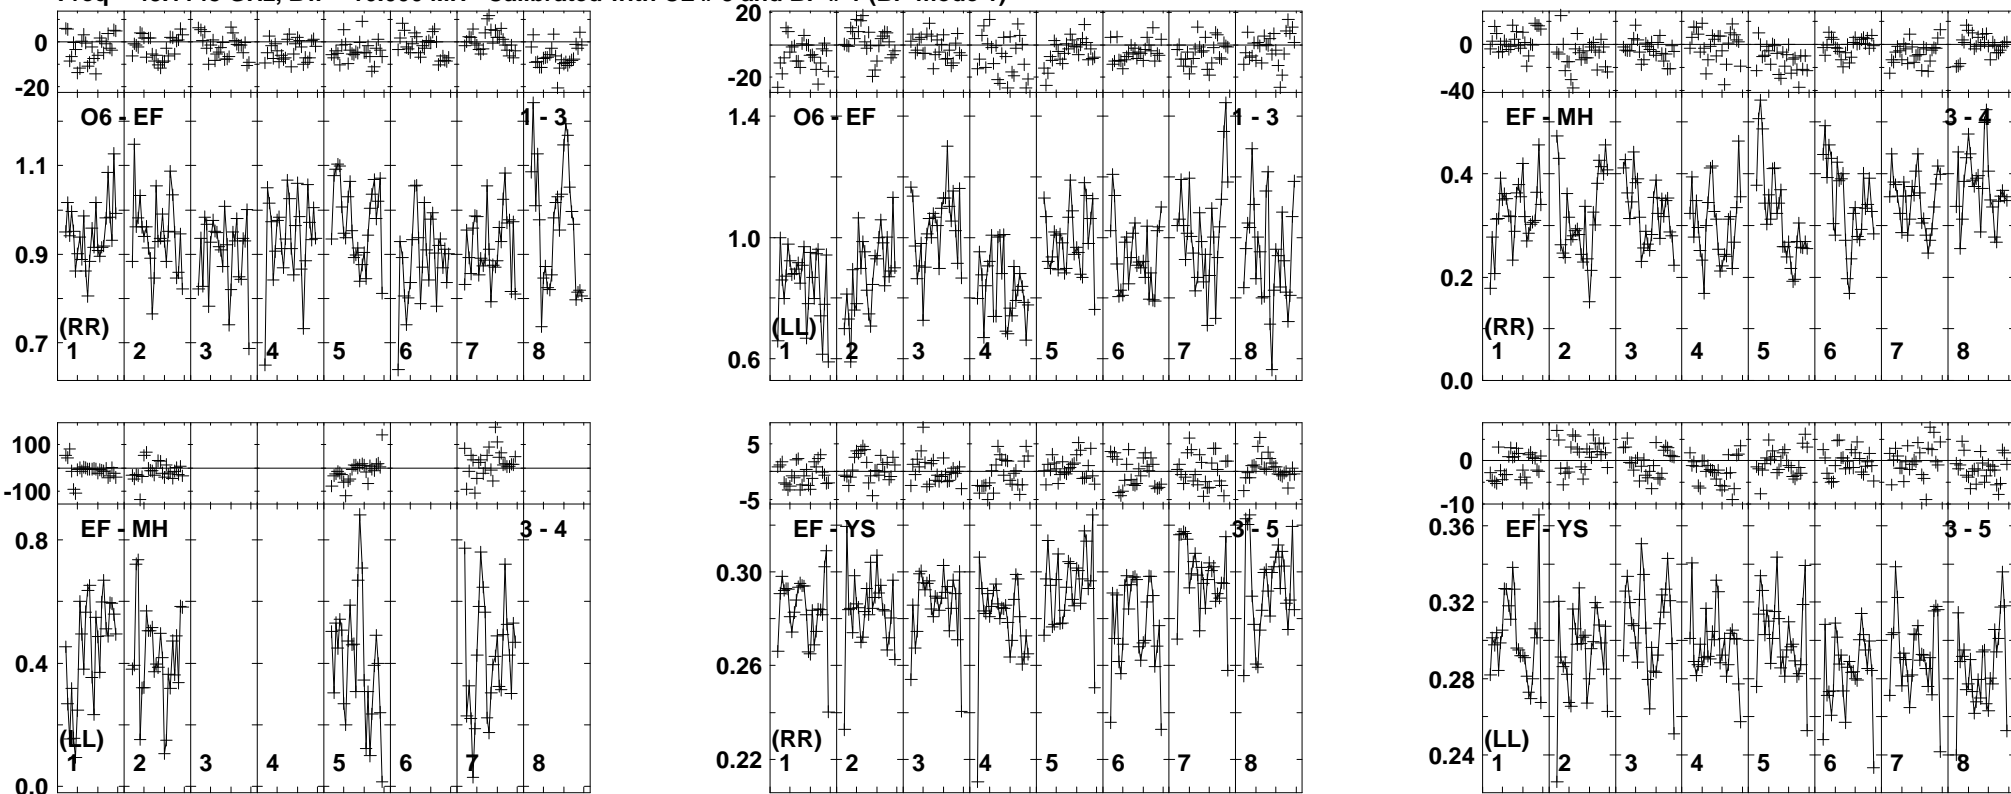 0
-20
O6 - EF
1 - 3
1.1
0.9
0.7
(RR)
1 2 3 4 5 6 7 8
20
0
-20
O6 - EF
1 - 3
1.4
1.0
0.6
(LL)
1 2 3 4 5 6 7 8
0
-40
EF - MH
3 - 4
0.4
0.2
0.0
(RR)
1 2 3 4 5 6 7 8
100
-100
EF - MH
3 - 4
0.8
0.4
0.0
(LL)
1 2 3 4 5 6 7 8
5
-5
EF - YS
3 - 5
0.30
0.26
0.22
(RR)
1 2 3 4 5 6 7 8
0
-10
EF - YS
3 - 5
0.36
0.32
0.28
0.24
(LL)
1 2 3 4 5 6 7 8